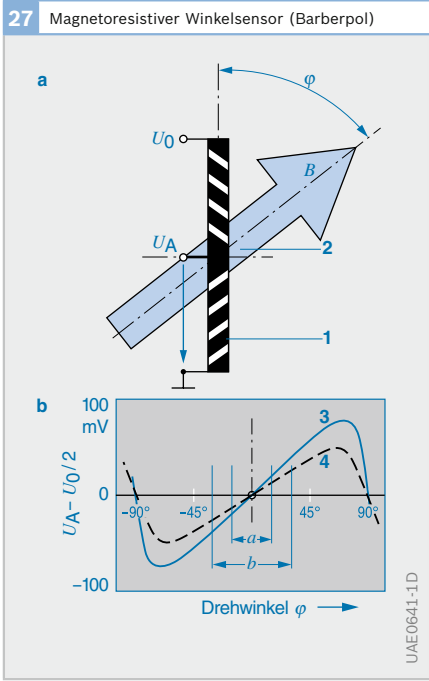 27 Magnetoresistiver Winkelsensor (Barberpol)
a
φ
U0
B
UA
2
1
b
100
mV
3
4
0
-90° -45° 45° 90°
a
b
−100
UA − U0/2
Drehwinkel φ
UAE0641-1D